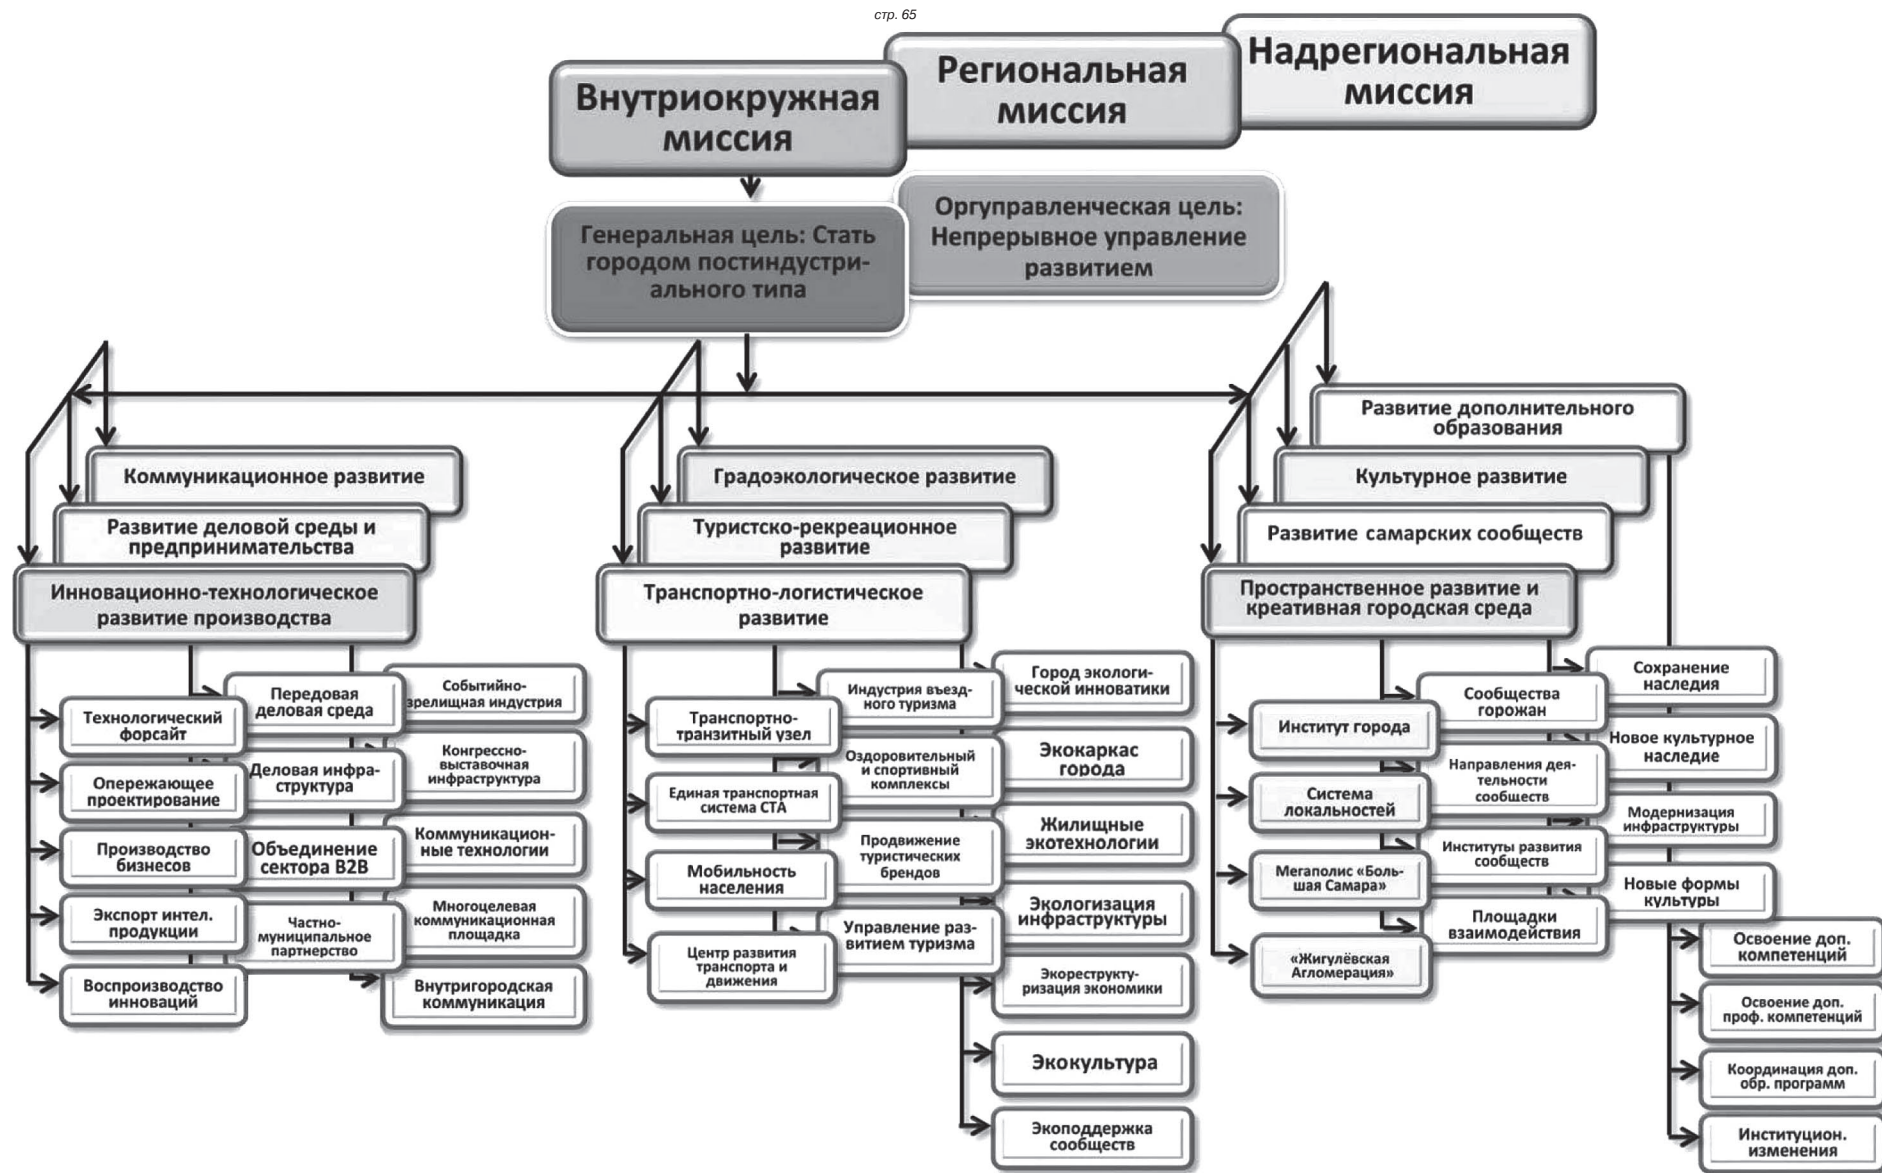 стр. 65
Внутриокружная
миссия
Региональная
миссия
Надрегиональная
миссия
Генеральная цель: Стать
городом постиндустри-
ального типа
Оргуправленческая цель:
Непрерывное управление
развитием
Коммуникационное развитие
Развитие деловой среды и
предпринимательства
Инновационно-технологическое
развитие производства
Технологический
форсайт
Опережающее
проектирование
Производство
бизнесов
Экспорт интел.
продукции
Воспроизводство
инноваций
Передовая
деловая среда
Деловая инфра-
структура
Объединение
сектора B2B
Частно-
муниципальное
партнерство
Событийно-
зрелищная индустрия
Конгрессно-
выставочная
инфраструктура
Коммуникацион-
ные технологии
Многоцелевая
коммуникационная
площадка
Внутригородская
коммуникация
Градоэкологическое развитие
Туристско-рекреационное
развитие
Транспортно-логистическое
развитие
Транспортно-
транзитный узел
Единая транспортная
система СТА
Мобильность
населения
Центр развития
транспорта и
движения
Индустрия въезд-
ного туризма
Оздоровительный
и спортивный
комплексы
Продвижение
туристических
брендов
Управление раз-
витием туризма
Город экологи-
ческой инноватики
Экокаркас
города
Жилищные
экотехнологии
Экологизация
инфраструктуры
Экореструкту-
ризация экономики
Экокультура
Экоподдержка
сообществ
Развитие дополнительного
образования
Культурное развитие
Развитие самарских сообществ
Пространственное развитие и
креативная городская среда
Институт города
Система
локальностей
Мегаполис «Боль-
шая Самара»
«Жигулёвская
Агломерация»
Сообщества
горожан
Направления дея-
тельности
сообществ
Институты развития
сообществ
Площадки
взаимодействия
Сохранение
наследия
Новое культурное
наследие
Модернизация
инфраструктуры
Новые формы
культуры
Освоение доп.
компетенций
Освоение доп.
проф. компетенций
Координация доп.
обр. программ
Институцион.
изменения